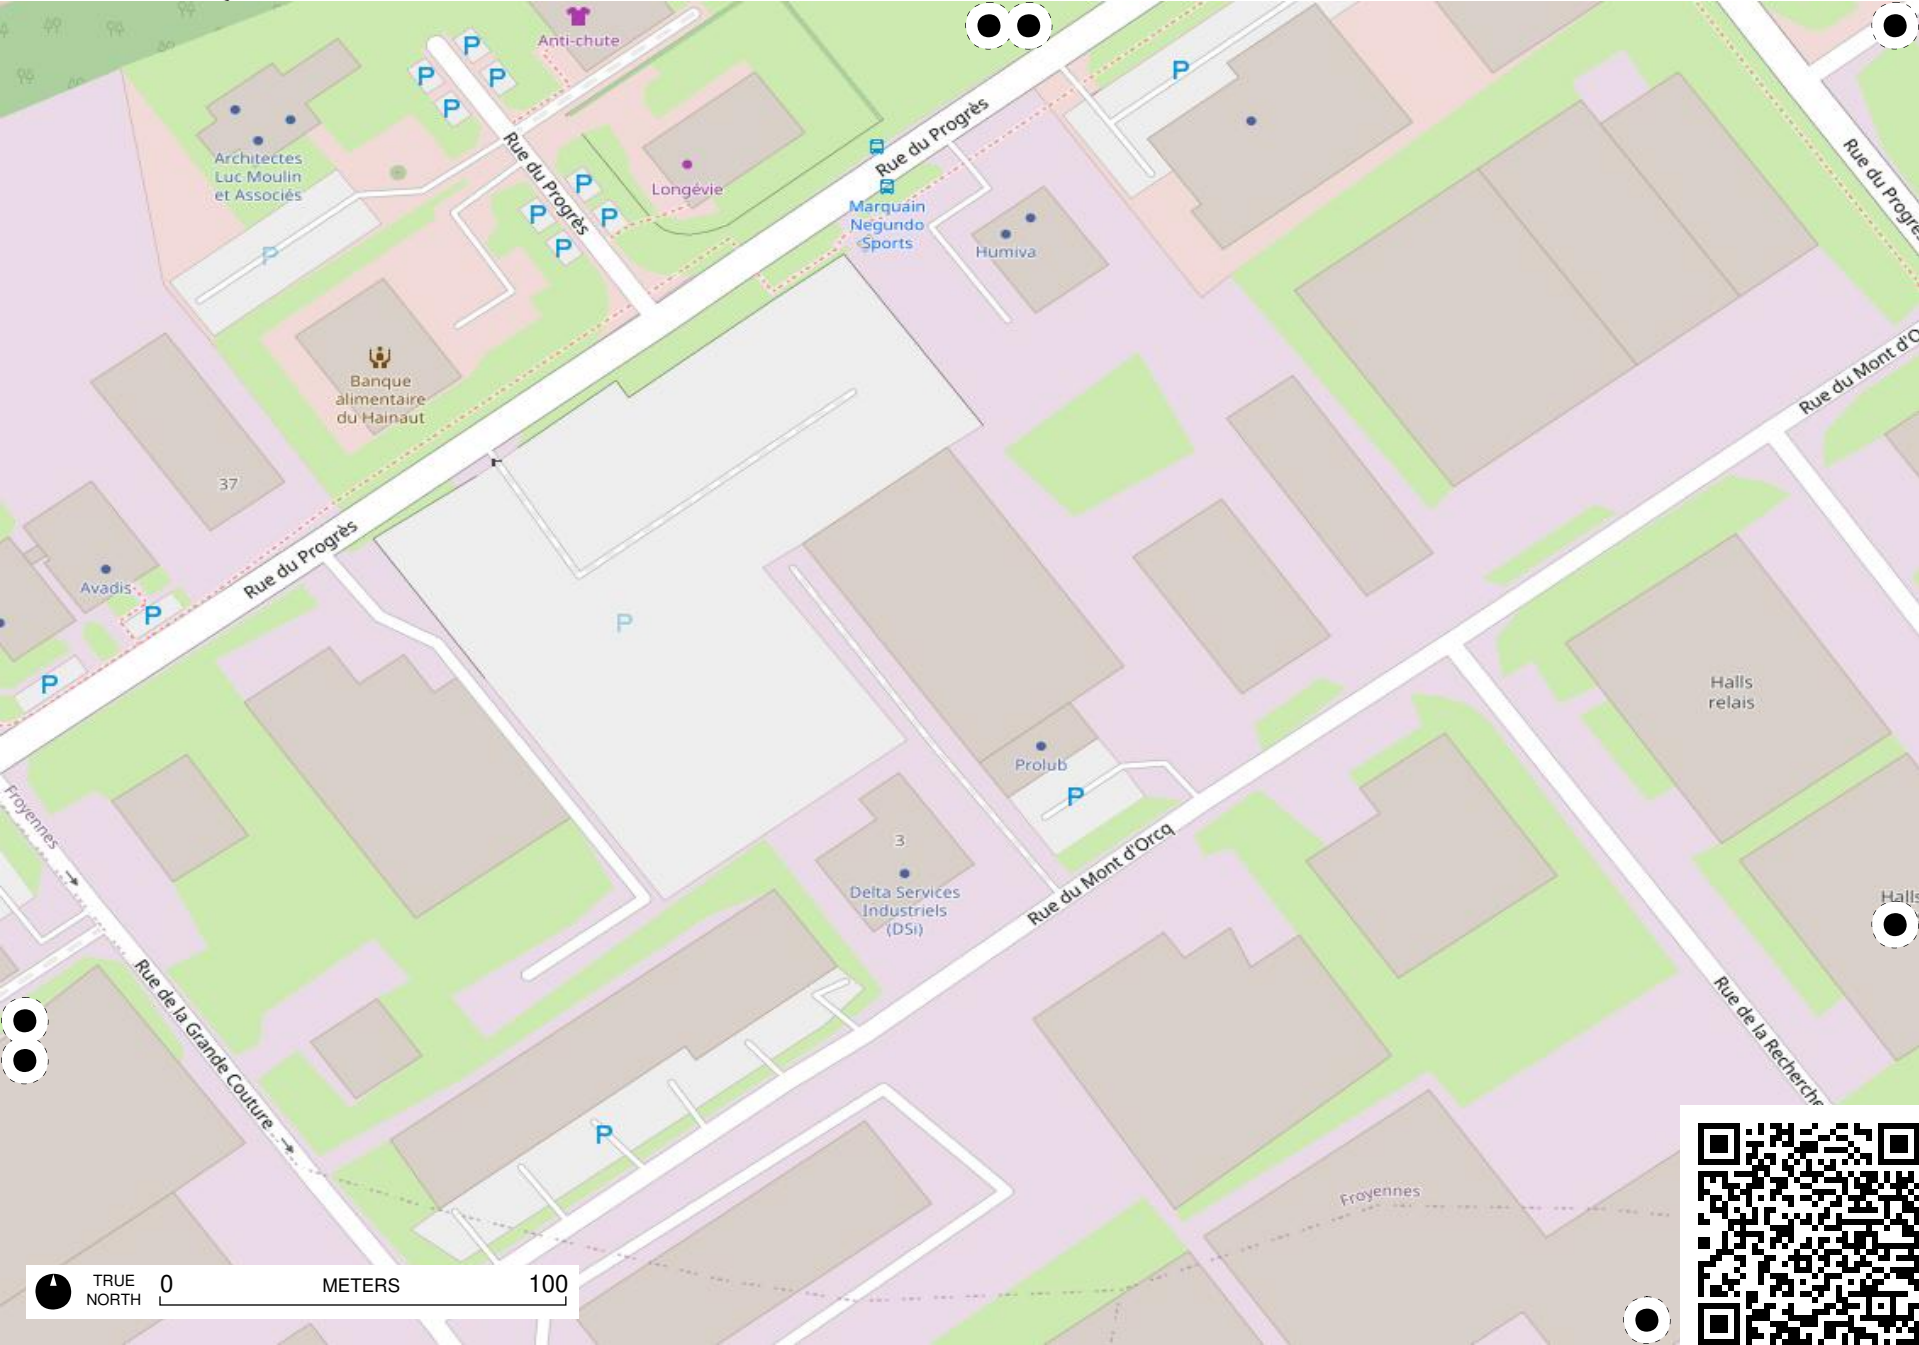 Anti-chute
P
P
P
P
P
Rue du Progrès
Rue du Progrès
Rue du Progrès
Architectes
Luc Moulin
et Associés
P
P
P
P
Longévie
Marquain
Negundo
Sports
Humiva
P
Banque
alimentaire
du Hainaut
Rue du Mont d'O
37
Rue du Progrès
Avadis
P
P
P
Halls
relais
Prolub
P
Froyennes
3
Delta Services
Industriels
(DSi)
Rue du Mont d'Orcq
Halls
Rue de la Grande Couture
Rue de la Recherche
P
Froyennes
TRUE
NORTH
0 METERS 100